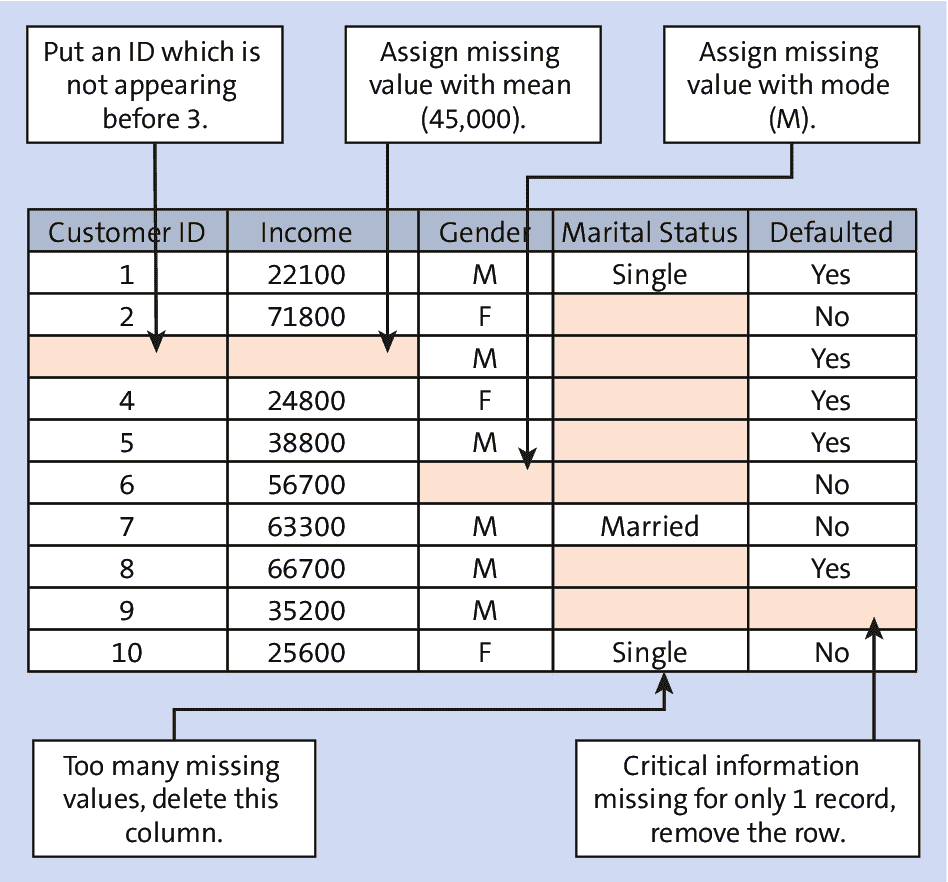 Put an ID which is
not appearing
before 3.
Assign missing
value with mean
(45,000).
Assign missing
value with mode
(M).
Customer ID Income Gender Marital Status Defaulted
1 22100 M Single Yes
2 71800 F No
M Yes
4 24800 F Yes
5 38800 M Yes
6 56700 No
7 63300 M Married No
8 66700 M Yes
9 35200 M
10 25600 F Single No
Too many missing
values, delete this
column.
Critical information
missing for only 1 record,
remove the row.